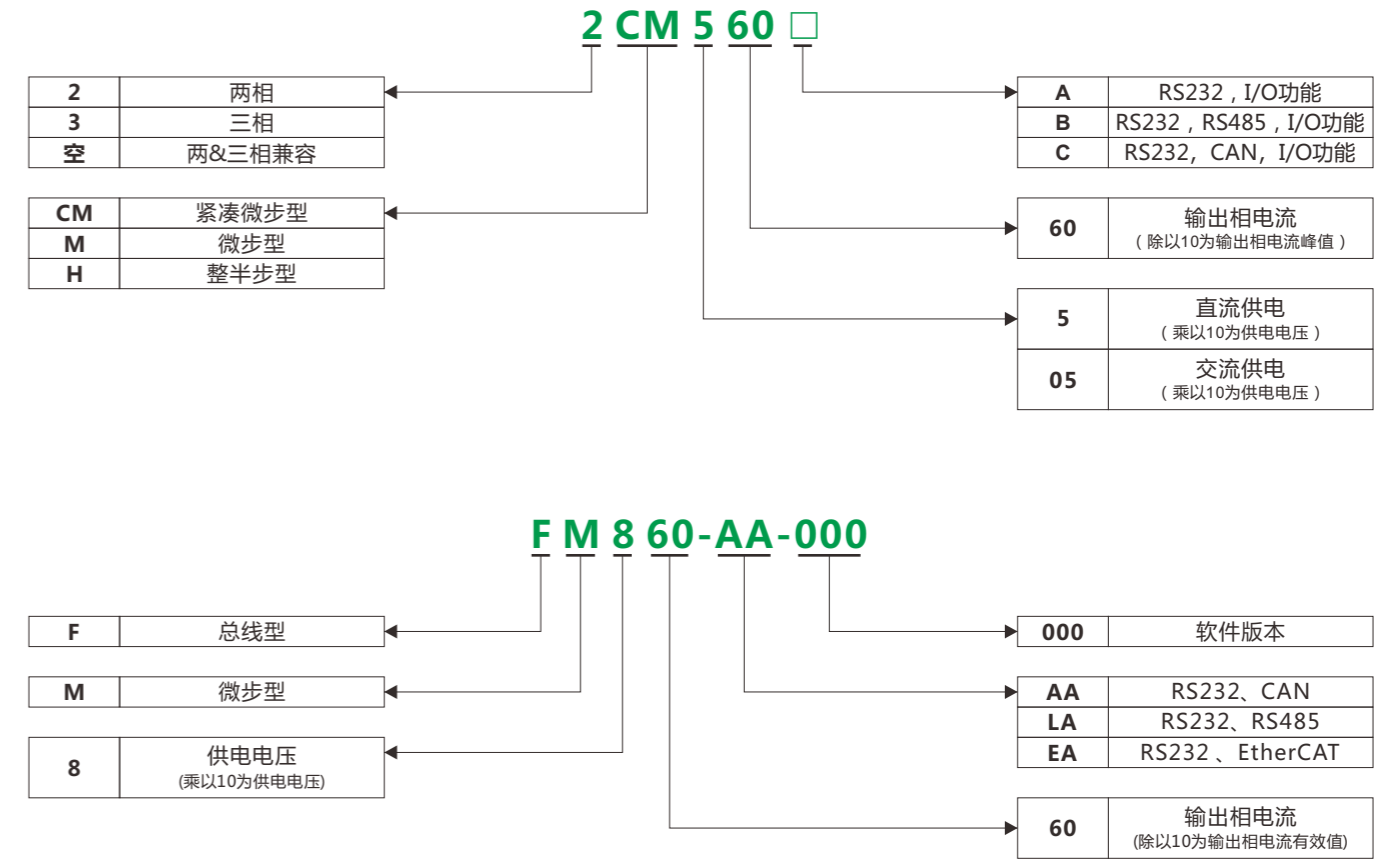 2 CM 5 60 □
2 两相
3 三相
空 两&三相兼容
CM 紧凑微步型
M 微步型
H 整半步型
A RS232，I/O功能
B RS232，RS485，I/O功能
C RS232，CAN，I/O功能
60 输出相电流
（除以10为输出相电流峰值）
5 直流供电
（乘以10为供电电压）
05 交流供电
（乘以10为供电电压）
F M 8 60-AA-000
F 总线型
M 微步型
8 供电电压
(乘以10为供电电压)
000 软件版本
AA RS232、CAN
LA RS232、RS485
EA RS232 、EtherCAT
60 输出相电流
(除以10为输出相电流有效值)